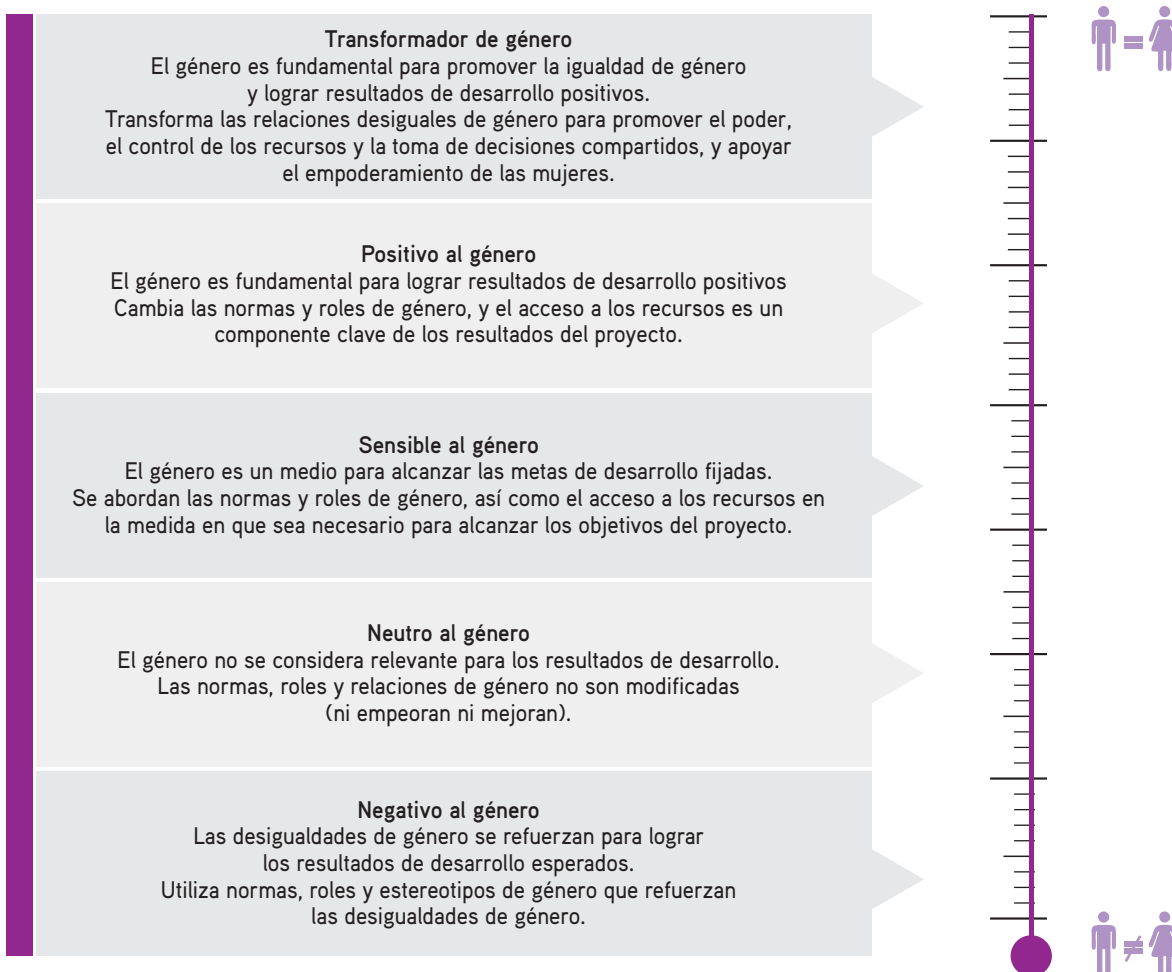 Transformador de género
El género es fundamental para promover la igualdad de género
y lograr resultados de desarrollo positivos.
Transforma las relaciones desiguales de género para promover el poder,
el control de los recursos y la toma de decisiones compartidos, y apoyar
el empoderamiento de las mujeres.
Positivo al género
El género es fundamental para lograr resultados de desarrollo positivos
Cambia las normas y roles de género, y el acceso a los recursos es un
componente clave de los resultados del proyecto.
Sensible al género
El género es un medio para alcanzar las metas de desarrollo fijadas.
Se abordan las normas y roles de género, así como el acceso a los recursos en
la medida en que sea necesario para alcanzar los objetivos del proyecto.
Neutro al género
El género no se considera relevante para los resultados de desarrollo.
Las normas, roles y relaciones de género no son modificadas
(ni empeoran ni mejoran).
Negativo al género
Las desigualdades de género se refuerzan para lograr
los resultados de desarrollo esperados.
Utiliza normas, roles y estereotipos de género que refuerzan
las desigualdades de género.